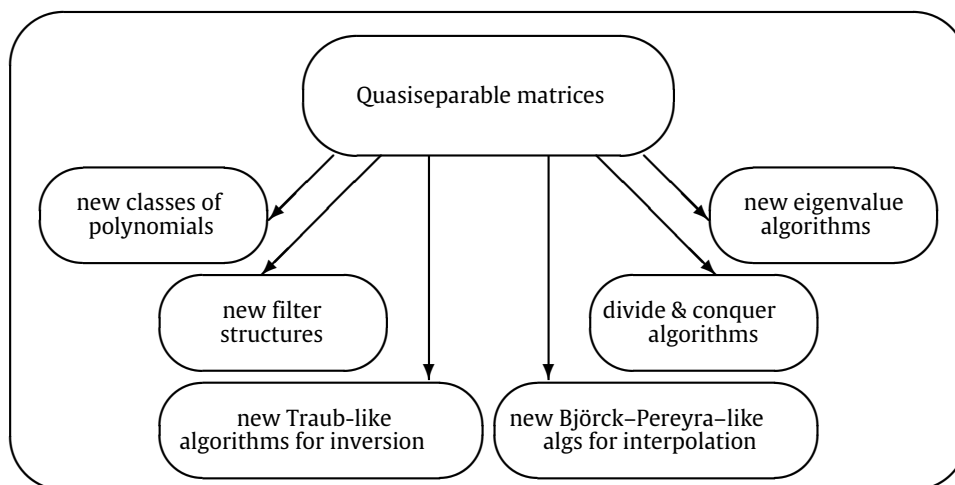 Quasiseparable matrices
new classes of
polynomials
new eigenvalue
algorithms
new filter
structures
divide & conquer
algorithms
new Traub-like
algorithms for inversion
new Björck–Pereyra–like
algs for interpolation